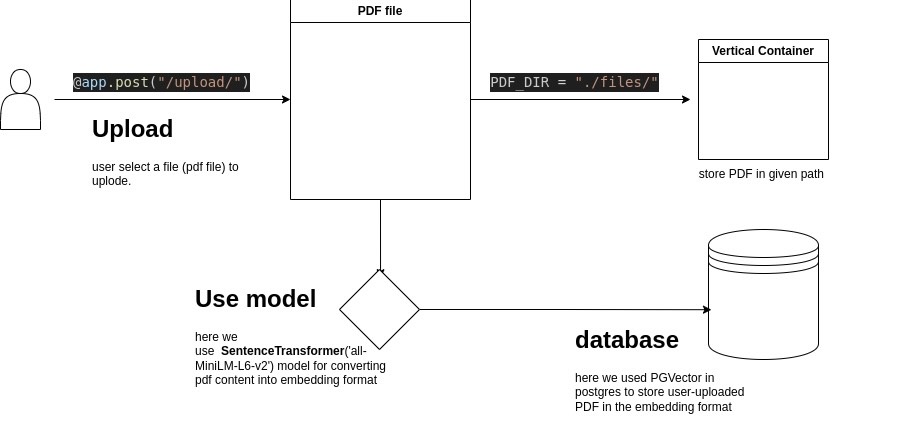 PDF file
Vertical Container
@app.post("/upload/")
PDF_DIR = "./files/"
Upload
user select a file (pdf file) to
uplode.
store PDF in given path
Use model
here we
use  SentenceTransformer('all-
MiniLM-L6-v2') model for converting
pdf content into embedding format
database
here we used PGVector in
postgres to store user-uploaded
PDF in the embedding format